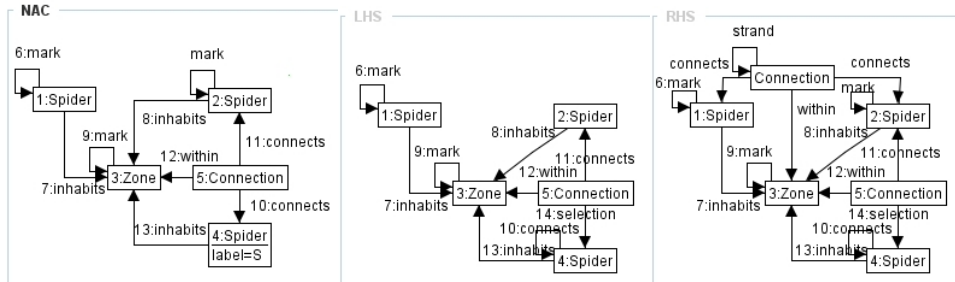 NAC
6:mark
mark
1:Spider
2:Spider
8:inhabits
9:mark
11:connects
12:within
3:Zone
5:Connection
7:inhabits
10:connects
13:inhabits
4:Spider
label=S
LHS
6:mark
1:Spider
2:Spider
8:inhabits
9:mark
11:connects
12:within
3:Zone
5:Connection
7:inhabits
14:selection
10:connects
13:inhabits
4:Spider
RHS
strand
connects
connects
Connection
6:mark
mark
within
1:Spider
2:Spider
8:inhabits
9:mark
11:connects
12:within
3:Zone
5:Connection
7:inhabits
14:selection
10:connects
13:inhabits
4:Spider